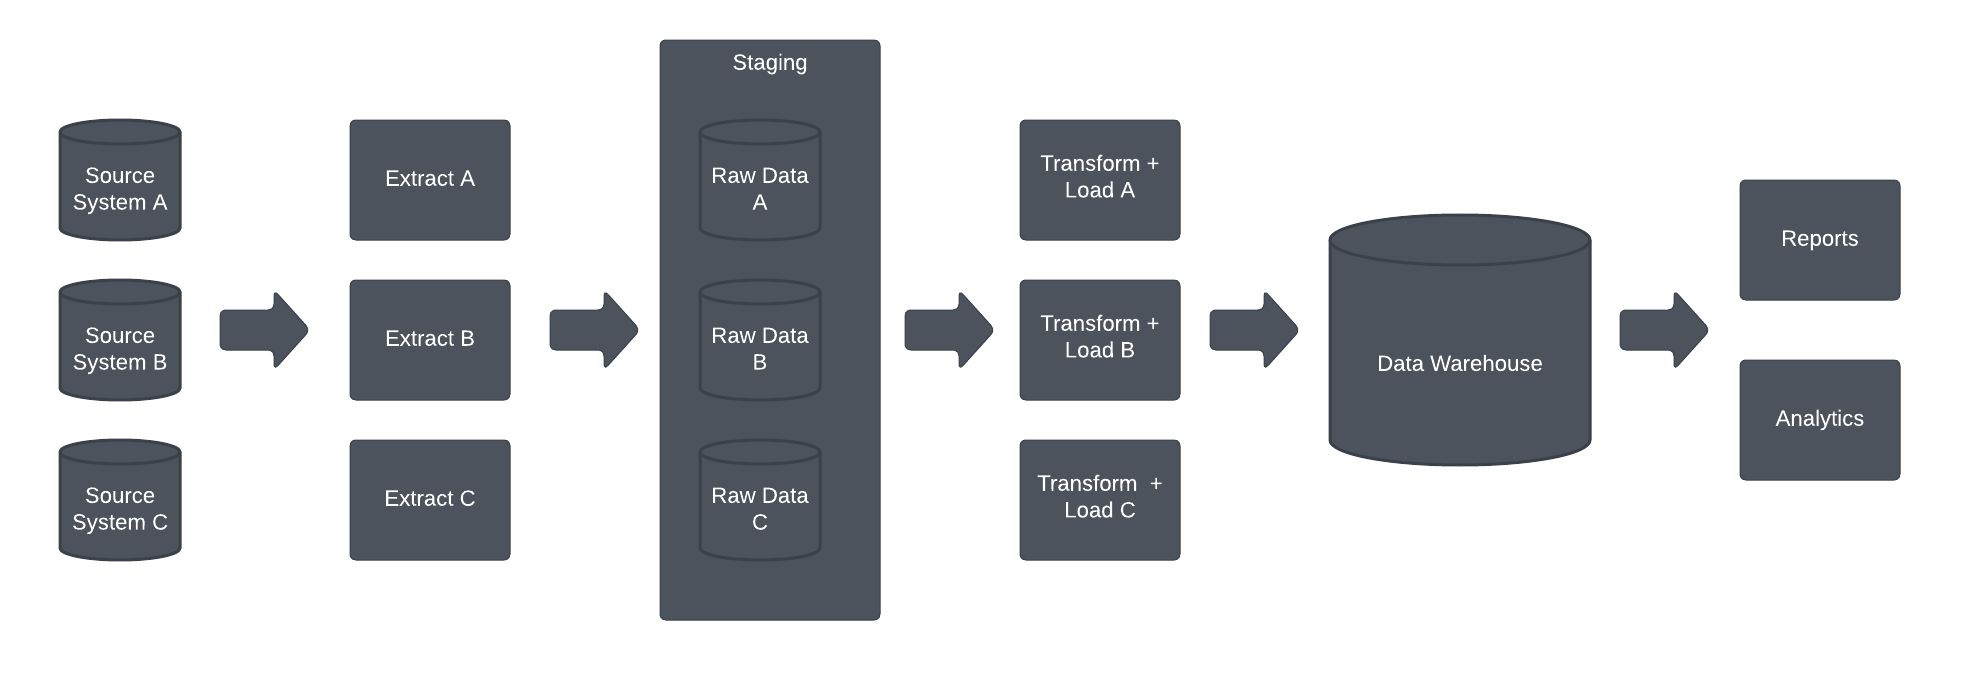 Staging
Source
System A
Extract A
Raw Data
A
Transform +
Load A
Source
System B
Extract B
Raw Data
B
Transform +
Load B
Source
System C
Extract C
Raw Data
C
Transform  +
Load C
Data Warehouse
Reports
Analytics